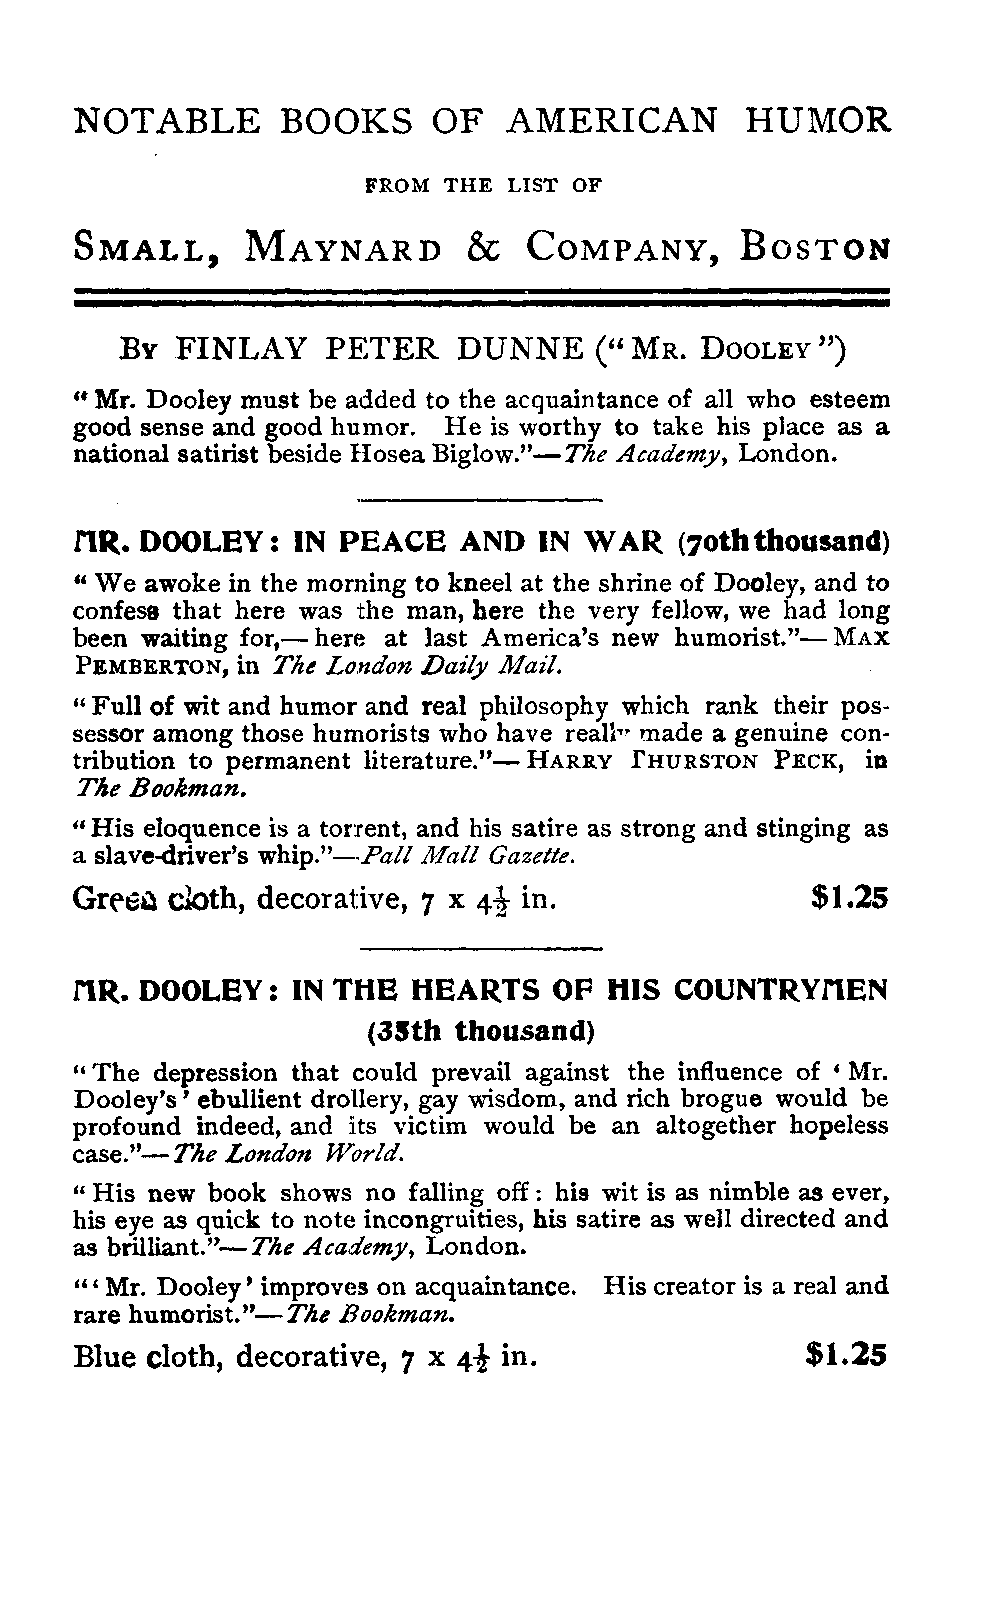 NOTABLE BOOKS OF AMERICAN HUMOR
FROM THE LIST OF
SMALL, MAYNARD & COMPANY, BOSTON
By FINLAY PETER DUNNE (“MR. DOOLEY”)
“Mr. Dooley must be added to the acquaintance of all who esteem
good sense and good humor. He is worthy to take his place as a
national satirist beside Hosea Biglow.”—The Academy, London.
MR. DOOLEY: IN PEACE AND IN WAR (70th thousand)
“We awoke in the morning to kneel at the shrine of Dooley, and to
confess that here was the man, here the very fellow, we had long
been waiting for,—here at last America’s new humorist.”—MAX
PEMBERTON, in The London Daily Mail.
“Full of wit and humor and real philosophy which rank their pos-
sessor among those humorists who have really made a genuine con-
tribution to permanent literature.”—HARRY THURSTON PECK, in
The Bookman.
“His eloquence is a torrent, and his satire as strong and stinging as
a slave-driver’s whip.”—Pall Mall Gazette.
Green cloth, decorative, 7 x 4½ in. $1.25
MR. DOOLEY: IN THE HEARTS OF HIS COUNTRYMEN
(35th thousand)
“The depression that could prevail against the influence of ‘Mr.
Dooley’s’ ebullient drollery, gay wisdom, and rich brogue would be
profound indeed, and its victim would be an altogether hopeless
case.”—The London World.
“His new book shows no falling off: his wit is as nimble as ever,
his eye as quick to note incongruities, his satire as well directed and
as brilliant.”—The Academy, London.
“‘Mr. Dooley’ improves on acquaintance. His creator is a real and
rare humorist.”—The Bookman.
Blue cloth, decorative, 7 x 4½ in. $1.25